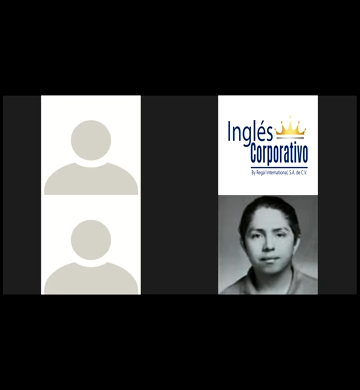 Inglés
Corporativo
By Regal International, S.A. de C.V.